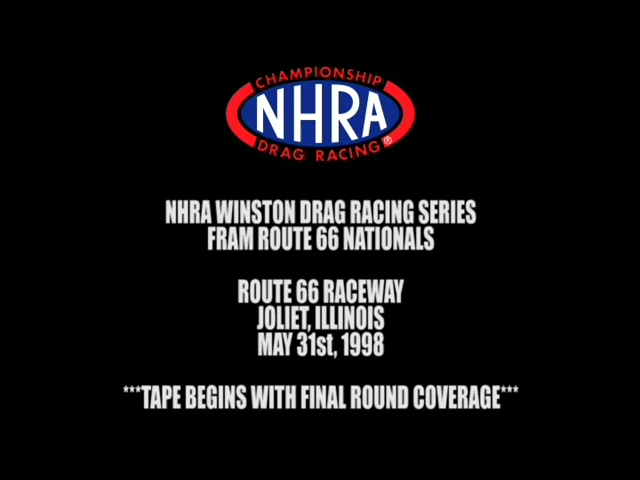 CHAMPIONSHIP
NHRA
DRAG RACING®
NHRA WINSTON DRAG RACING SERIES
FRAM ROUTE 66 NATIONALS
ROUTE 66 RACEWAY
JOLIET, ILLINOIS
MAY 31st, 1998
***TAPE BEGINS WITH FINAL ROUND COVERAGE***